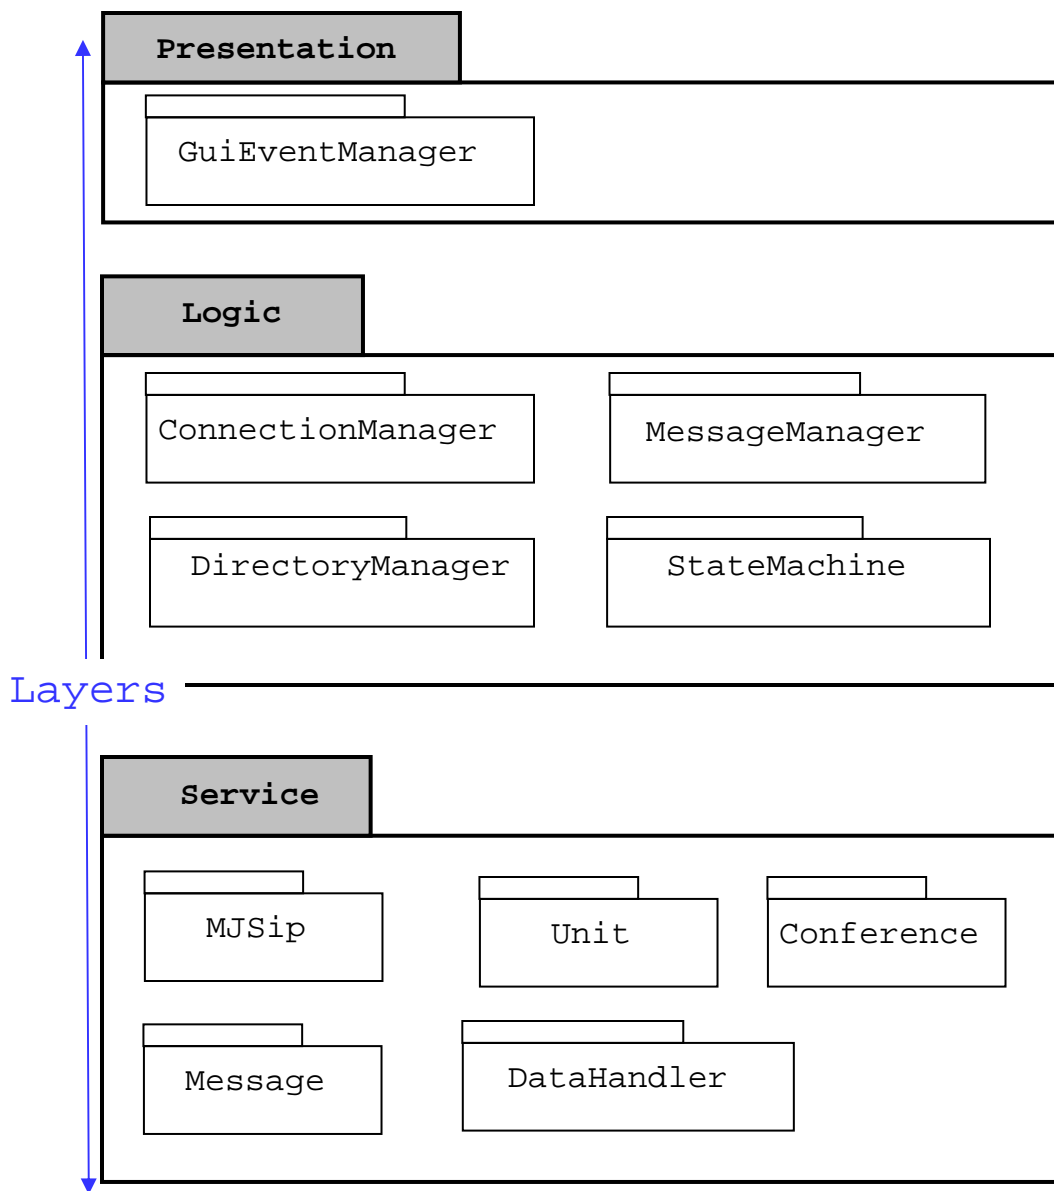 Presentation
GuiEventManager
Logic
ConnectionManager
MessageManager
DirectoryManager
StateMachine
Layers
Service
MJSip
Unit
Conference
Message
DataHandler